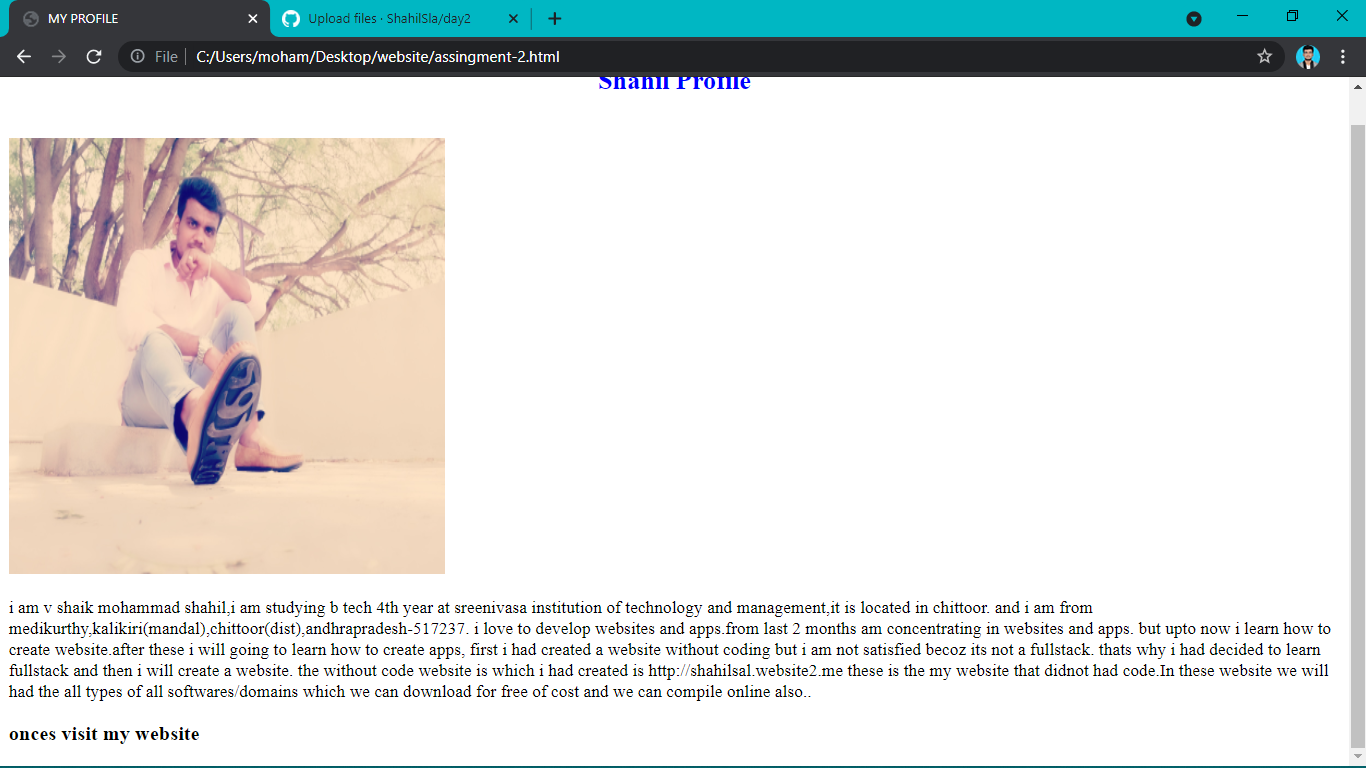 MY PROFILE
Upload files · ShahilSla/day2
File
C:/Users/moham/Desktop/website/assingment-2.html
Shahil Profile
i am v shaik mohammad shahil,i am studying b tech 4th year at sreenivasa institution of technology and management,it is located in chittoor. and i am from
medikurthy,kalikiri(mandal),chittoor(dist),andhrapradesh-517237. i love to develop websites and apps.from last 2 months am concentrating in websites and apps. but upto now i learn how to
create website.after these i will going to learn how to create apps, first i had created a website without coding but i am not satisfied becoz its not a fullstack. thats why i had decided to learn
fullstack and then i will create a website. the without code website is which i had created is http://shahilsal.website2.me these is the my website that didnot had code.In these website we will
had the all types of all softwares/domains which we can download for free of cost and we can compile online also..
onces visit my website